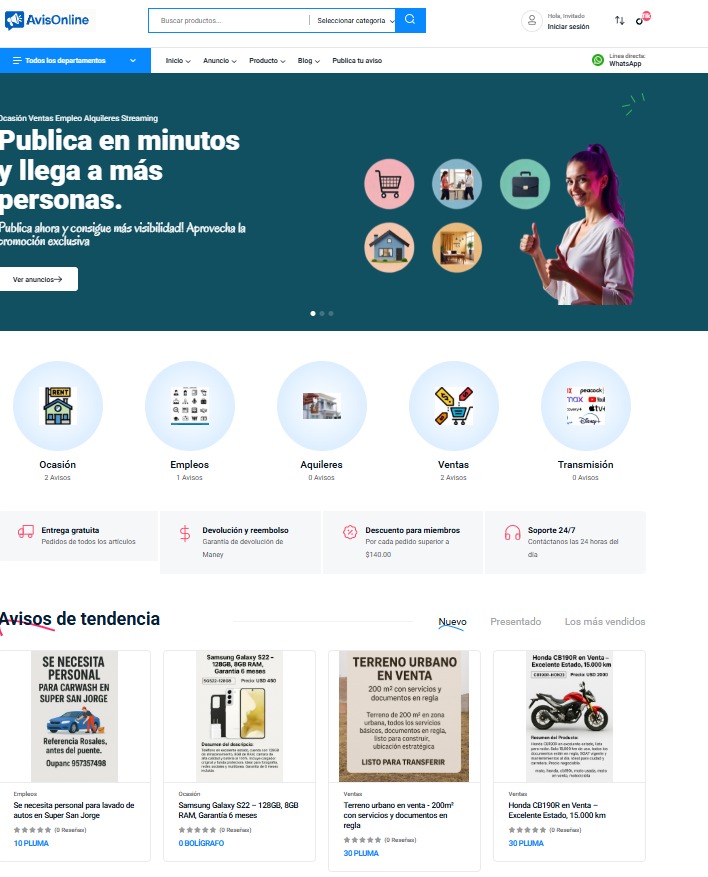 AvisOnline
Buscar productos...
Seleccionar categoría
Hola, Invitado
Iniciar sesión
Todos los departamentos
Inicio
Anuncio
Producto
Blog
Publica tu aviso
Línea directa:
WhatsApp
Ocasión Ventas Empleo Alquileres Streaming
Publica en minutos
y llega a más
personas.
¡Publica ahora y consigue más visibilidad! Aprovecha la
promoción exclusiva
Ver anuncios
RENT
peacock
max
You
ivery+
tv+
Disney+
Ocasión
2 Avisos
Empleos
1 Avisos
Aquileres
0 Avisos
Ventas
2 Avisos
Transmisión
0 Avisos
Entrega gratuita
Pedidos de todos los artículos
Devolución y reembolso
Garantía de devolución de
Maney
Descuento para miembros
Por cada pedido superior a
$140.00
Soporte 24/7
Contáctanos las 24 horas del
día
Avisos de tendencia
Nuevo
Presentado
Los más vendidos
SE NECESITA
PERSONAL
PARA CARWASH EN
SUPER SAN JORGE
Referencia Rosales,
antes del puente.
Oupanc 957357498
Empleos
Se necesita personal para lavado de
autos en Super San Jorge
(0 Reseñas)
10 PLUMA
Samsung Galaxy S22 –
128GB, 8GB RAM,
Garantía 6 meses
Precio: USD 450
Ocasión
Samsung Galaxy S22 – 128GB, 8GB
RAM, Garantía 6 meses
(0 Reseñas)
0 BOLÍGRAFO
TERRENO URBANO
EN VENTA
200 m² con servicios y
documentos en regla
Terreno de 200 m² en zona
urbana, todos los servicios
básicos, documentos en regla,
listo para construir,
ubicación estratégica
LISTO PARA TRANSFERIR
Ventas
Terreno urbano en venta - 200m²
con servicios y documentos en
regla
(0 Reseñas)
30 PLUMA
Honda CB190R en Venta –
Excelente Estado, 15.000 km
Precio: USD 2030
Resumen del Producto:
Ventas
Honda CB190R en Venta –
Excelente Estado, 15.000 km
(0 Reseñas)
30 PLUMA